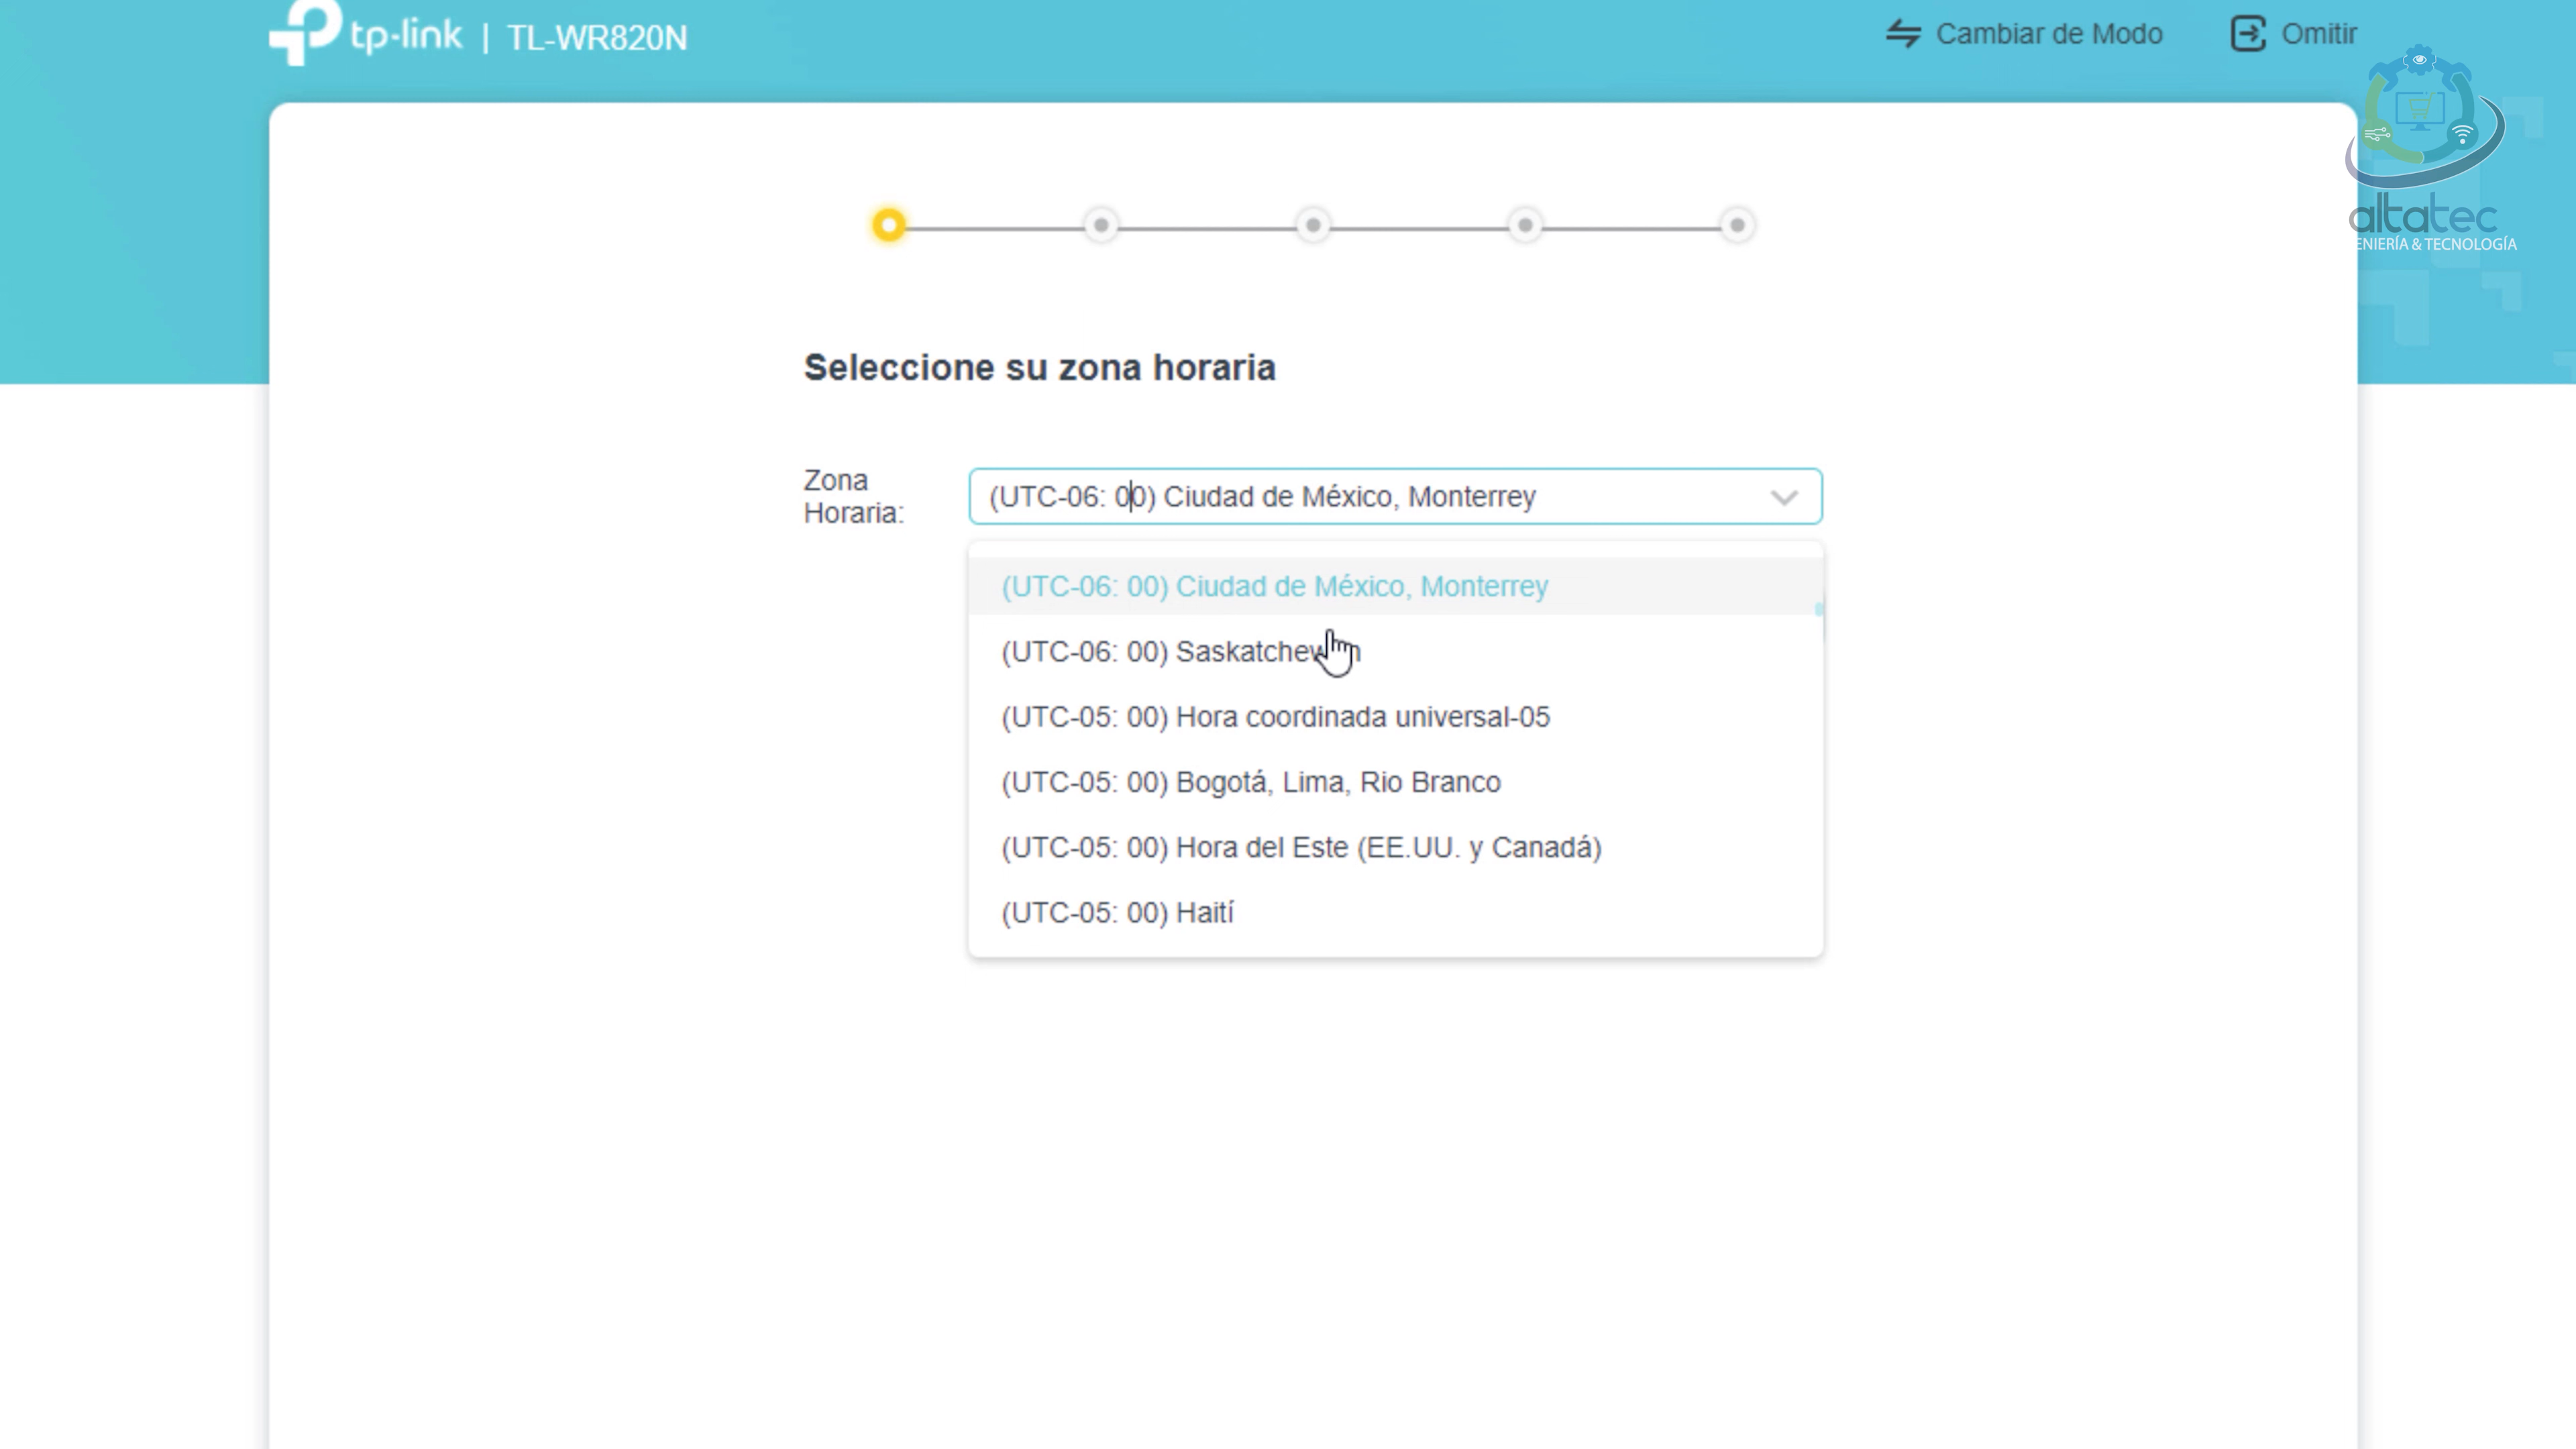 tp-link | TL-WR820N
Cambiar de Modo
Omitir
altatec
ENIERÍA & TECNOLOGÍA
Seleccione su zona horaria
Zona
Horaria:
(UTC-06: 00) Ciudad de México, Monterrey
(UTC-06: 00) Ciudad de México, Monterrey
(UTC-06: 00) Saskatchewan
(UTC-05: 00) Hora coordinada universal-05
(UTC-05: 00) Bogotá, Lima, Rio Branco
(UTC-05: 00) Hora del Este (EE.UU. y Canadá)
(UTC-05: 00) Haití